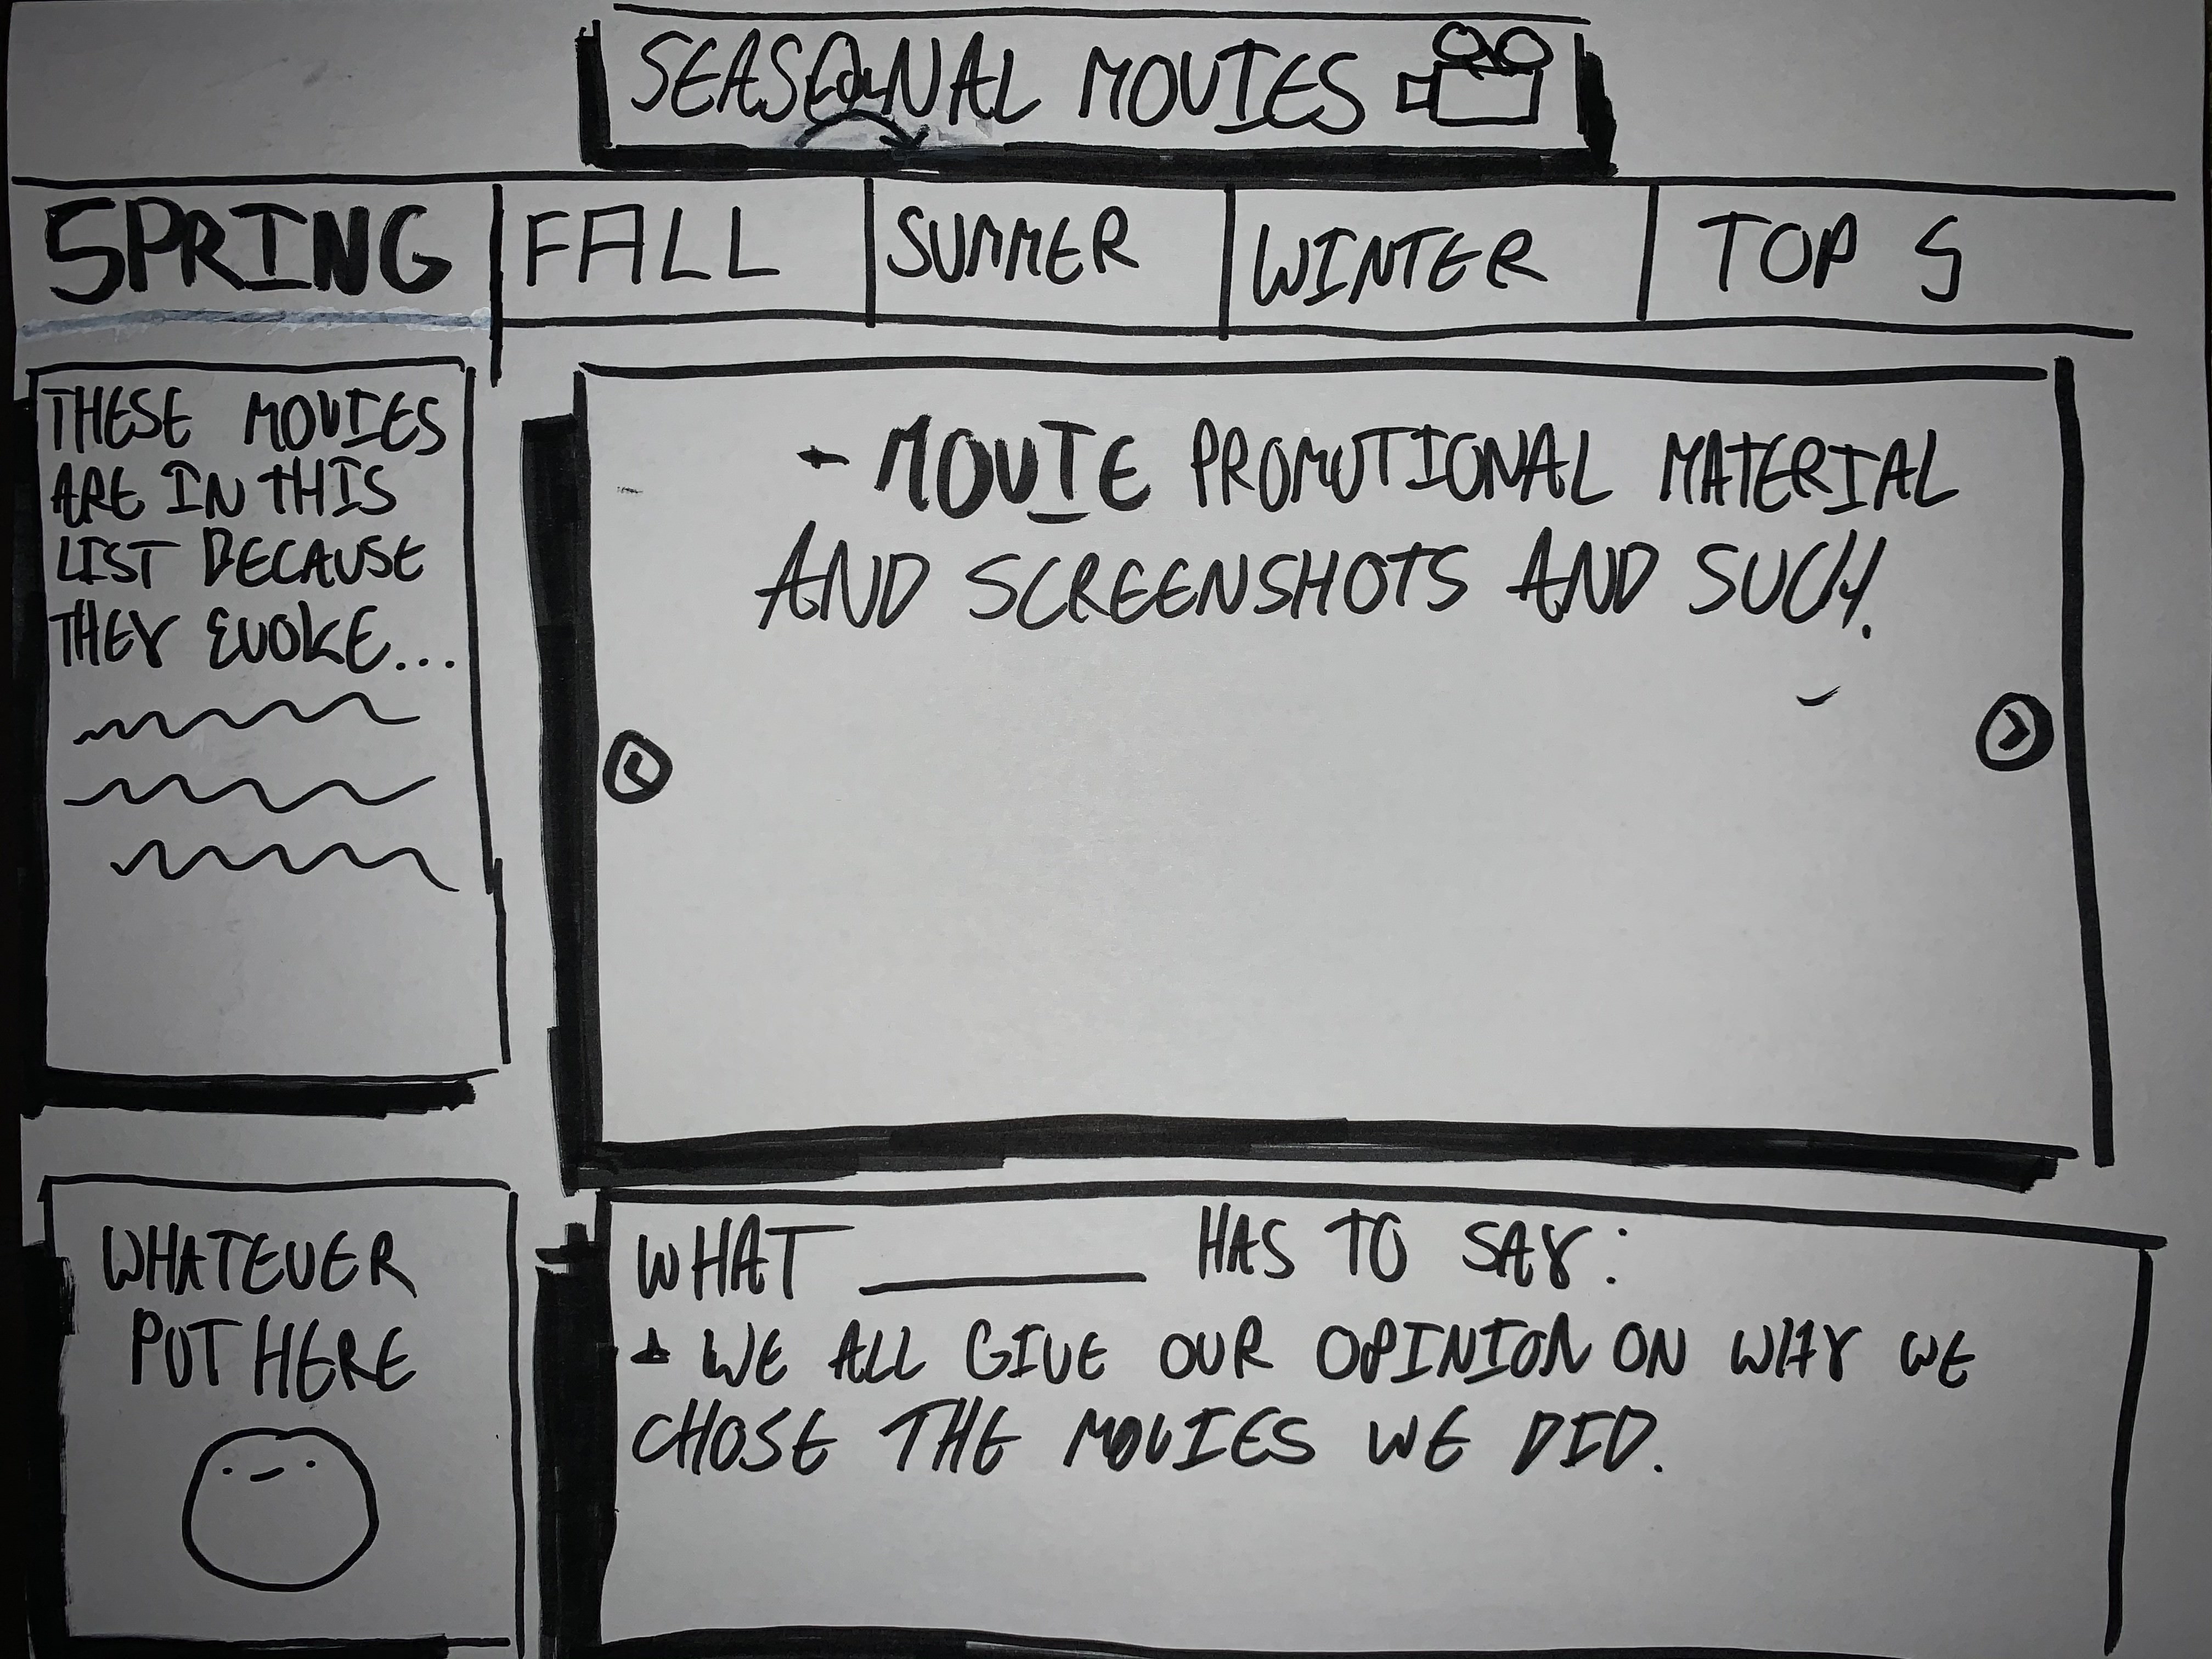 SEASONAL MOVIES
SPRING
FALL
SUMMER
WINTER
TOP 5
THESE MOVIES
ARE IN THIS
LIST BECAUSE
THEY EVOKE...
- MOVIE PROMOTIONAL MATERIAL
AND SCREENSHOTS AND SUCH.
WHATEVER
PUT HERE
WHAT ________ HAS TO SAY:
- WE ALL GIVE OUR OPINION ON WHY WE
CHOSE THE MOVIES WE DID.